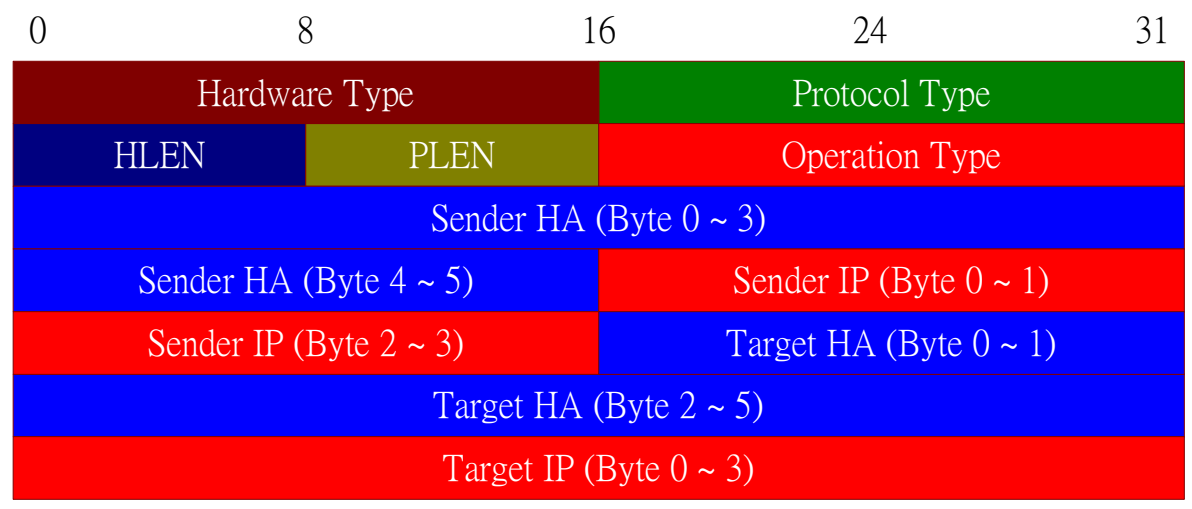 0 8 16 24 31
Hardware Type Protocol Type
HLEN PLEN Operation Type
Sender HA (Byte 0 ~ 3)
Sender HA (Byte 4 ~ 5) Sender IP (Byte 0 ~ 1)
Sender IP (Byte 2 ~ 3) Target HA (Byte 0 ~ 1)
Target HA (Byte 2 ~ 5)
Target IP (Byte 0 ~ 3)